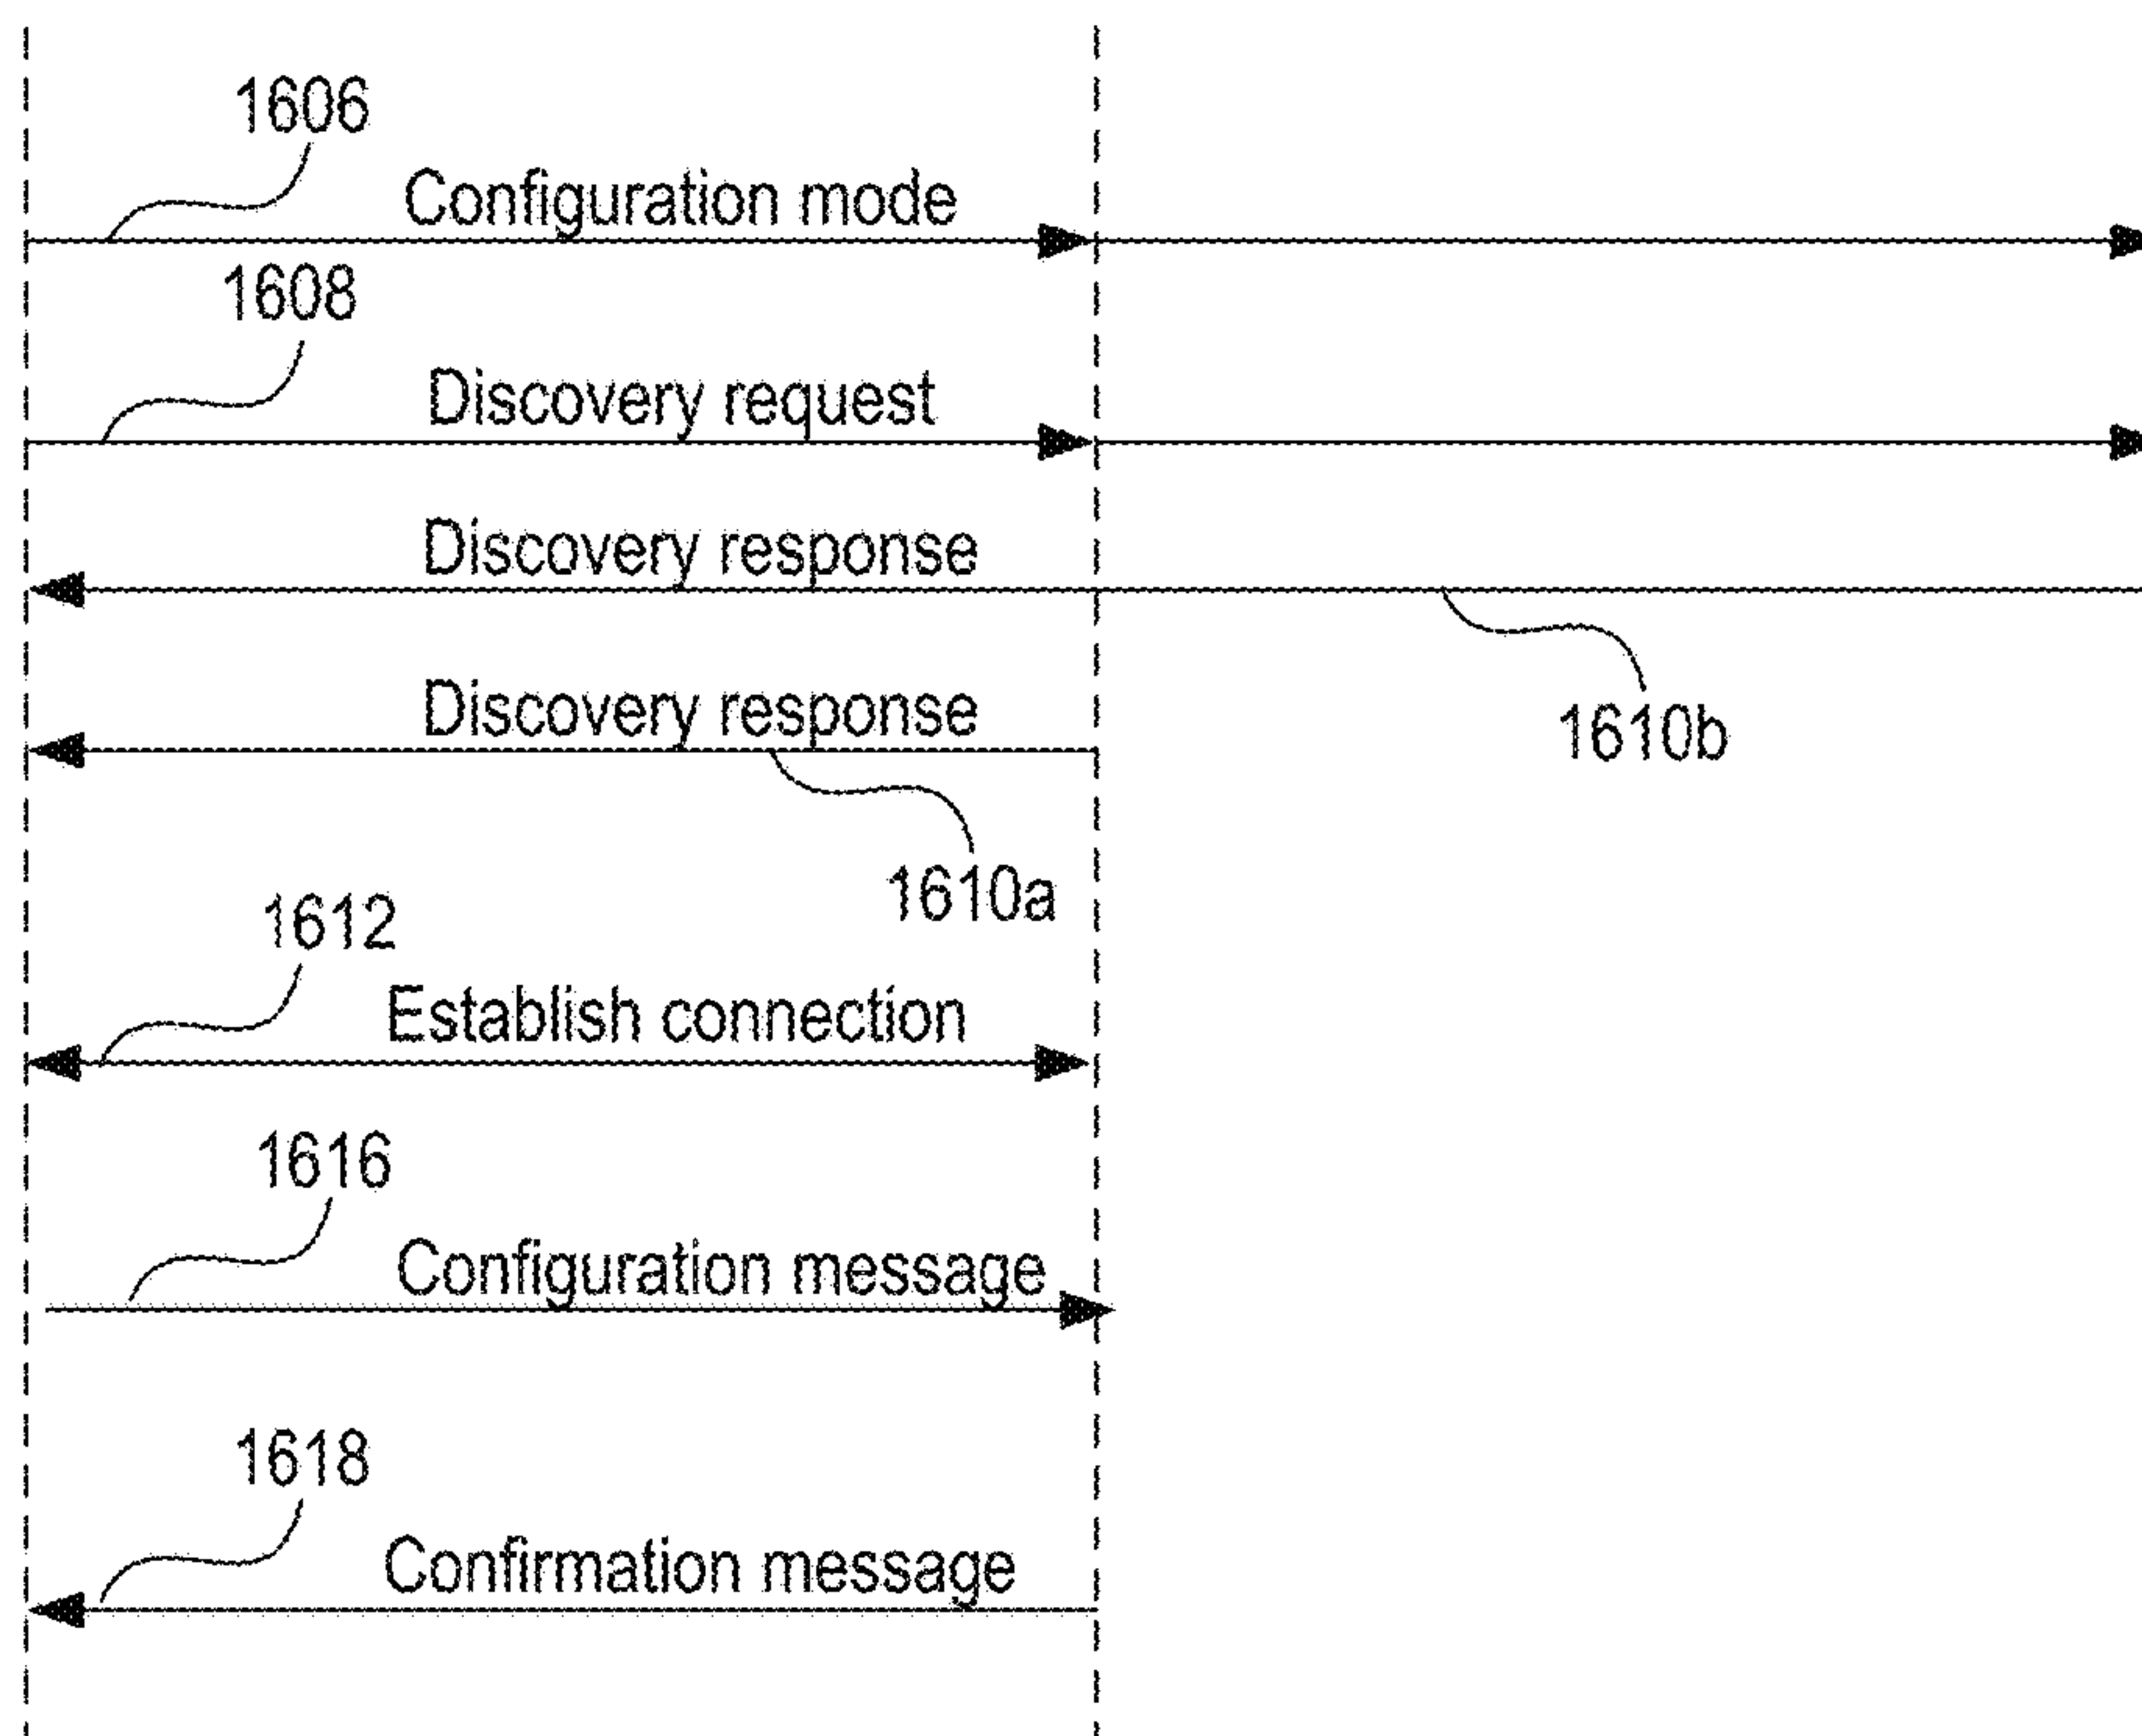 1606
Configuration mode
1608
Discovery request
Discovery response
1610b
Discovery response
1610a
1612
Establish connection
1616
Configuration message
1618
Confirmation message